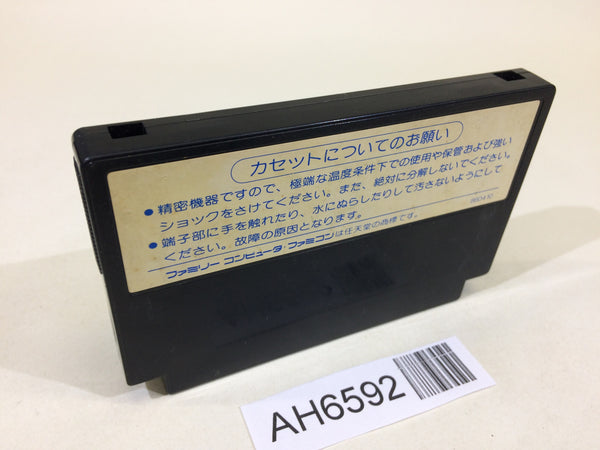 カセットについてのお願い
● 精密機器ですので、極端な温度条件下での使用や保管および強い
ショックをさけてください。また、絶対に分解しないでください。
● 端子部に手を触れたり、水にぬらしたりして汚さないようにして
ください。故障の原因となります。
ファミリー コンピュータ・ファミコンは任天堂の商標です。
AH6592